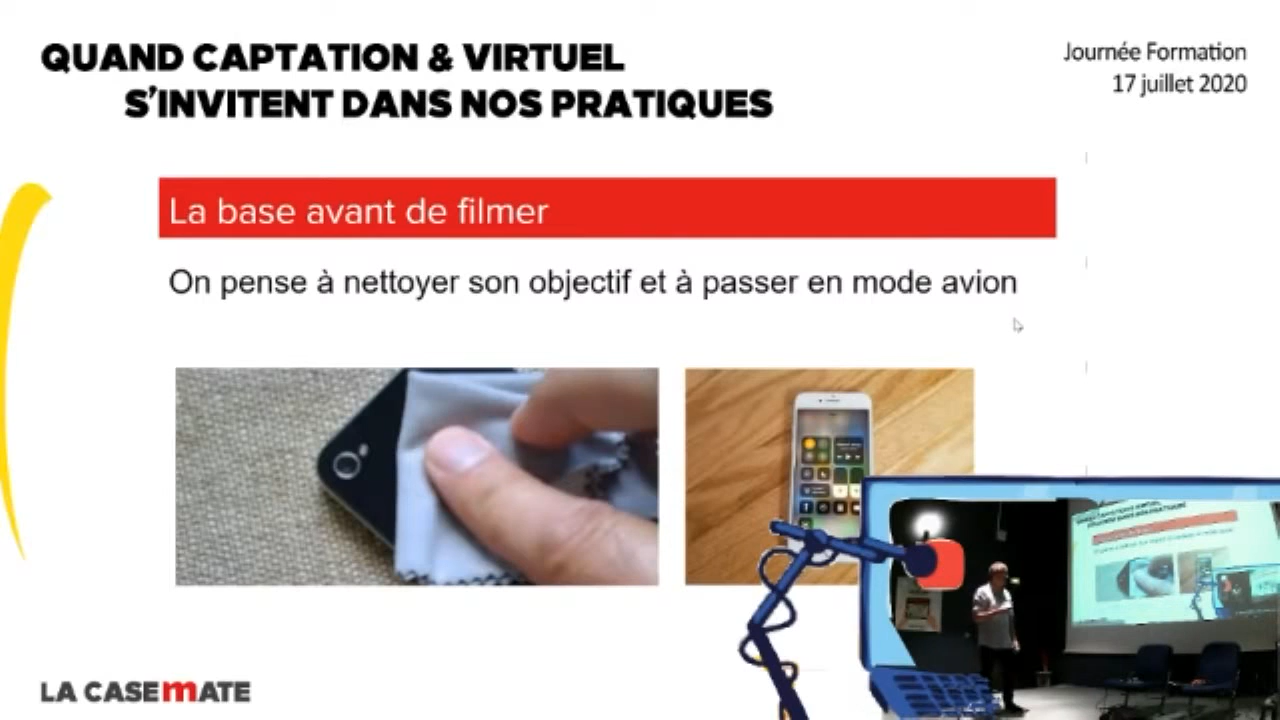 QUAND CAPTATION & VIRTUEL
S'INVITENT DANS NOS PRATIQUES
Journée Formation
17 juillet 2020
La base avant de filmer
On pense à nettoyer son objectif et à passer en mode avion
LA CASEMATE